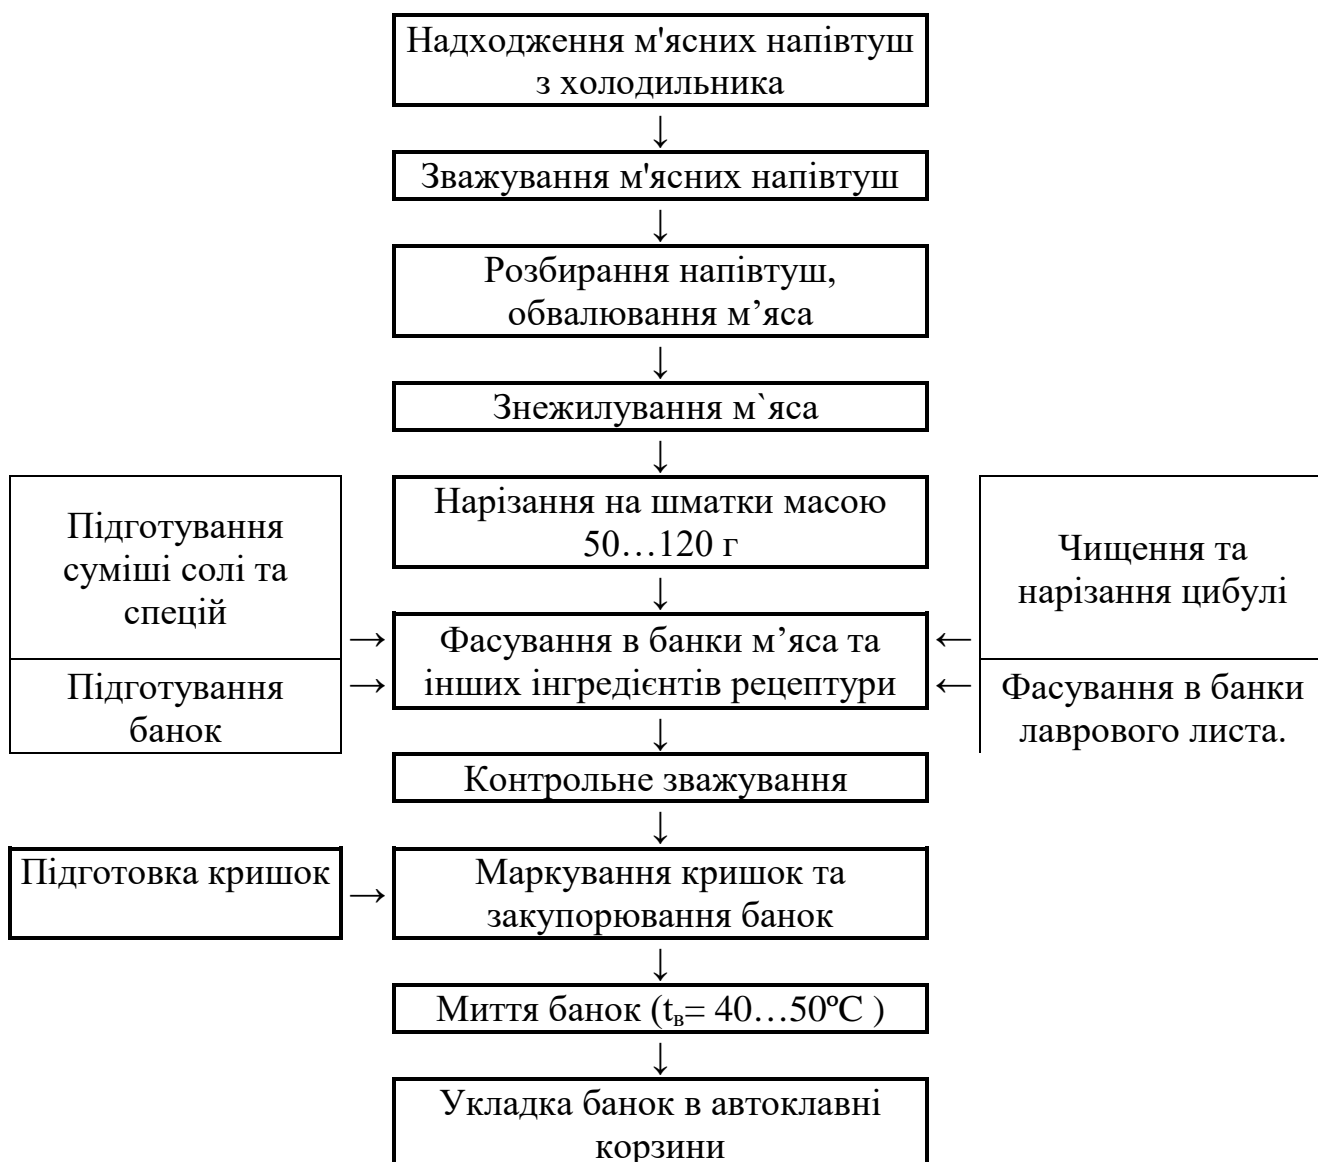 Надходження м'ясних напівтуш
з холодильника
↓
Зважування м'ясних напівтуш
↓
Розбирання напівтуш,
обвалювання м’яса
↓
Знежилування м`яса
↓
Нарізання на шматки масою
50…120 г
↓
Підготування
суміші солі та
спецій
→
Чищення та
нарізання цибулі
←
Фасування в банки м’яса та
інших інгредієнтів рецептури
Підготування
банок
→
Фасування в банки
лаврового листа.
←
↓
Контрольне зважування
↓
Підготовка кришок
→
Маркування кришок та
закупорювання банок
↓
Миття банок (tв= 40…50ºС )
↓
Укладка банок в автоклавні
корзини